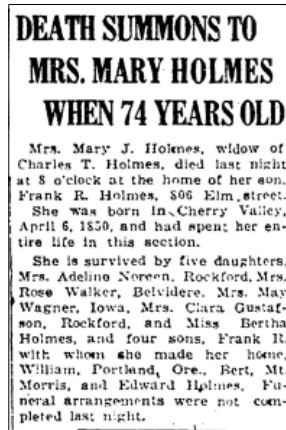 DEATH SUMMONS TO
MRS. MARY HOLMES
WHEN 74 YEARS OLD
Mrs. Mary J. Holmes, widow of
Charles T. Holmes, died last night
at 8 o'clock at the home of her son.
Frank R. Holmes, 806 Elm street.
She was born in Cherry Valley,
April 6, 1850, and had spent her en-
tire life in this section.
She is survived by five daughters,
Mrs. Adeline Noreen, Rockford, Mrs.
Rose Walker, Belvidere, Mrs. May
Wagner, Iowa, Mrs. Clara Gustaf-
son, Rockford, and Miss Bertha
Holmes, and four sons, Frank R.
with whom she made her home,
William, Portland, Ore., Bert, Mt.
Morris, and Edward Holmes. Fu-
neral arrangements were not com-
pleted last night.